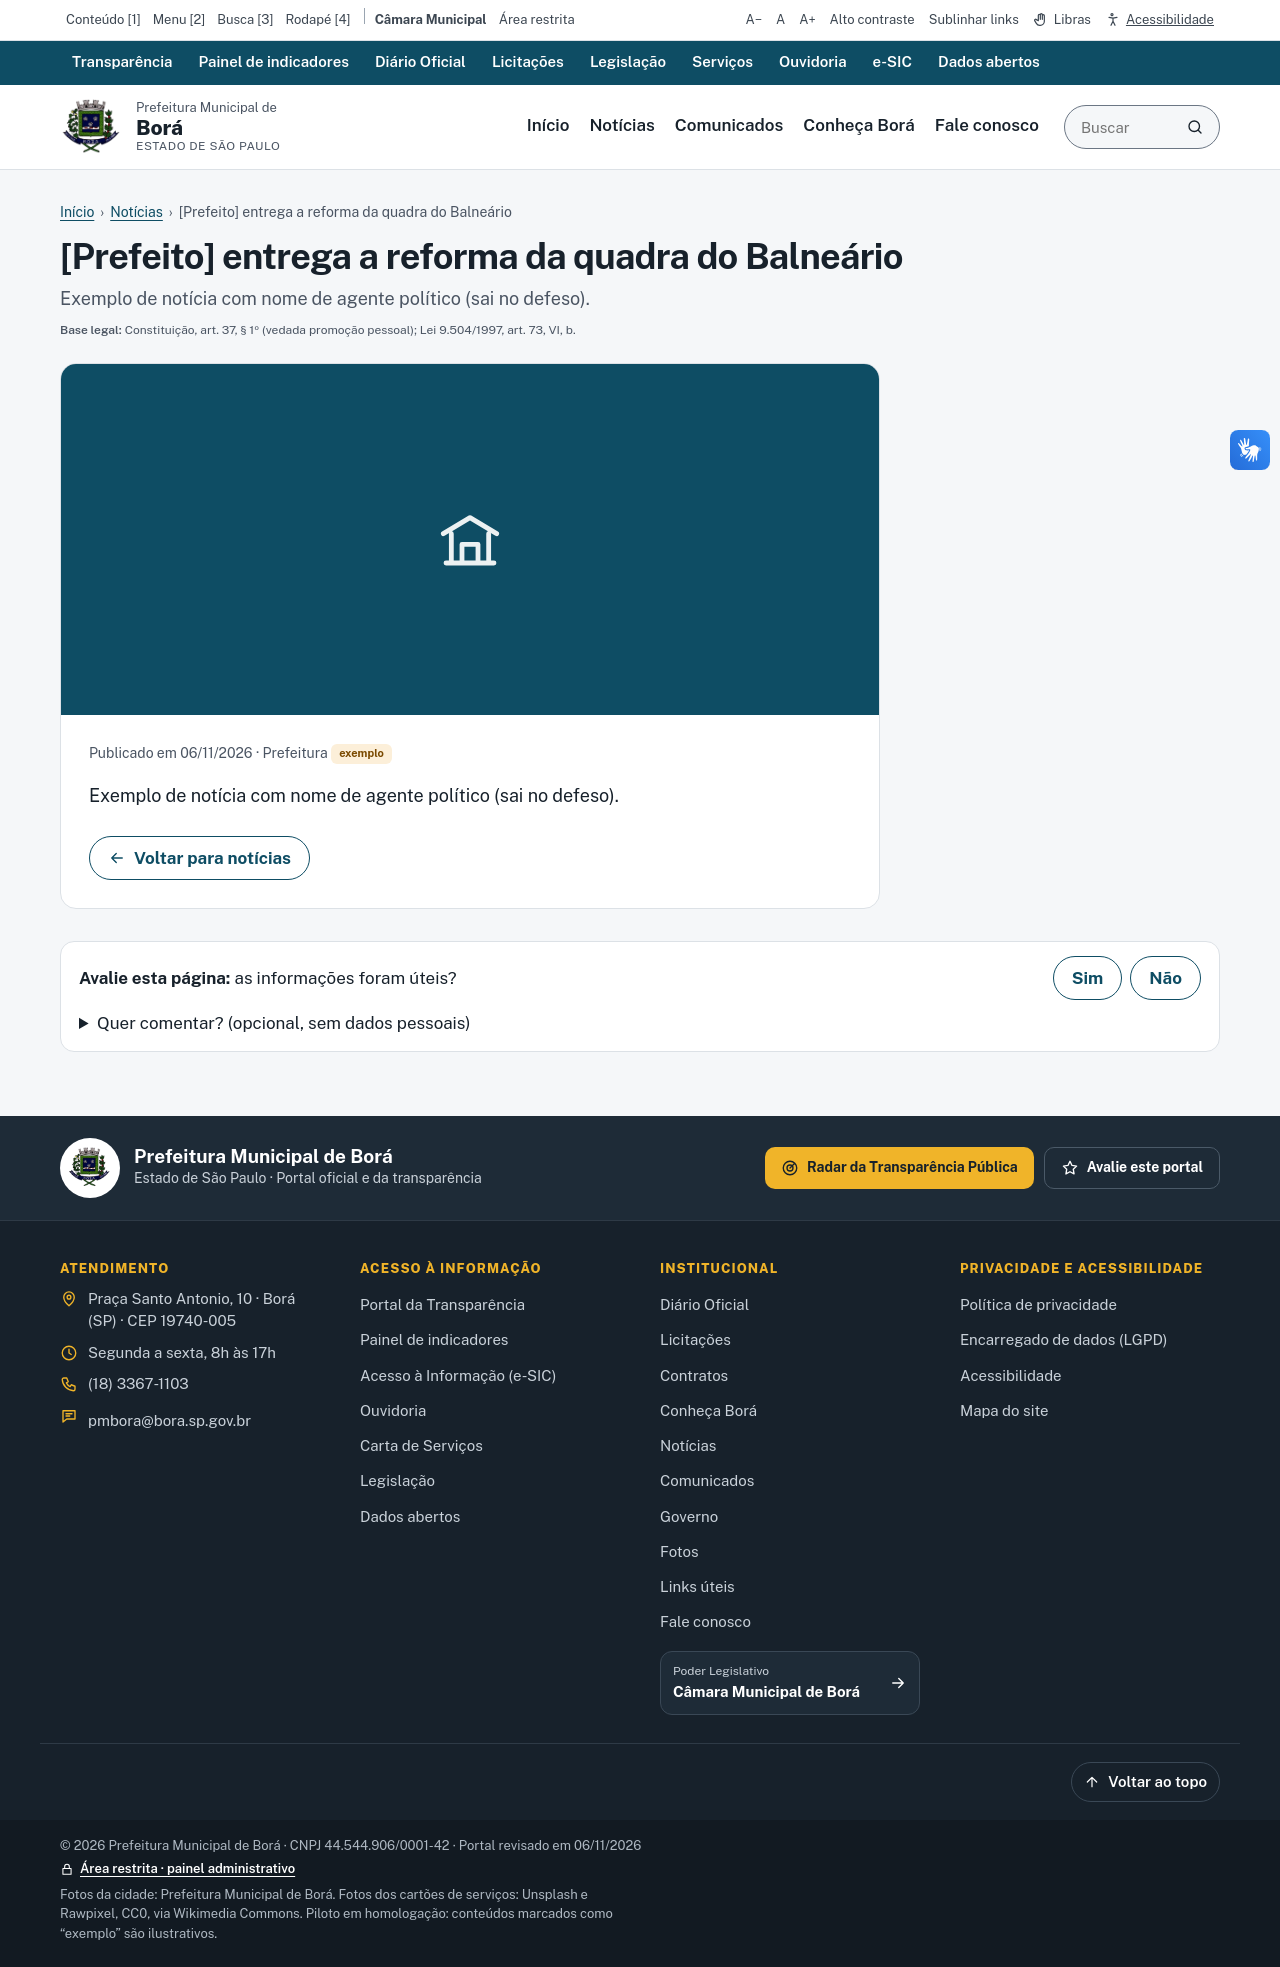 Conteúdo [1] Menu [2] Busca [3] Rodapé [4] Câmara Municipal Área restrita A− A A+ Alto contraste Sublinhar links Libras Acessibilidade
Transparência Painel de indicadores Diário Oficial Licitações Legislação Serviços Ouvidoria e-SIC Dados abertos
Prefeitura Municipal de
Borá
ESTADO DE SÃO PAULO
Início Notícias Comunicados Conheça Borá Fale conosco Buscar
Início › Notícias › [Prefeito] entrega a reforma da quadra do Balneário
[Prefeito] entrega a reforma da quadra do Balneário
Exemplo de notícia com nome de agente político (sai no defeso).
Base legal: Constituição, art. 37, § 1º (vedada promoção pessoal); Lei 9.504/1997, art. 73, VI, b.
Publicado em 06/11/2026 · Prefeitura exemplo
Exemplo de notícia com nome de agente político (sai no defeso).
Voltar para notícias
Avalie esta página: as informações foram úteis? Sim Não
Quer comentar? (opcional, sem dados pessoais)
Prefeitura Municipal de Borá
Estado de São Paulo · Portal oficial e da transparência
Radar da Transparência Pública Avalie este portal
ATENDIMENTO
Praça Santo Antonio, 10 · Borá
(SP) · CEP 19740-005
Segunda a sexta, 8h às 17h
(18) 3367-1103
pmbora@bora.sp.gov.br
ACESSO À INFORMAÇÃO
Portal da Transparência
Painel de indicadores
Acesso à Informação (e-SIC)
Ouvidoria
Carta de Serviços
Legislação
Dados abertos
INSTITUCIONAL
Diário Oficial
Licitações
Contratos
Conheça Borá
Notícias
Comunicados
Governo
Fotos
Links úteis
Fale conosco
Poder Legislativo
Câmara Municipal de Borá
PRIVACIDADE E ACESSIBILIDADE
Política de privacidade
Encarregado de dados (LGPD)
Acessibilidade
Mapa do site
Voltar ao topo
© 2026 Prefeitura Municipal de Borá · CNPJ 44.544.906/0001-42 · Portal revisado em 06/11/2026
Área restrita · painel administrativo
Fotos da cidade: Prefeitura Municipal de Borá. Fotos dos cartões de serviços: Unsplash e
Rawpixel, CC0, via Wikimedia Commons. Piloto em homologação: conteúdos marcados como
“exemplo” são ilustrativos.